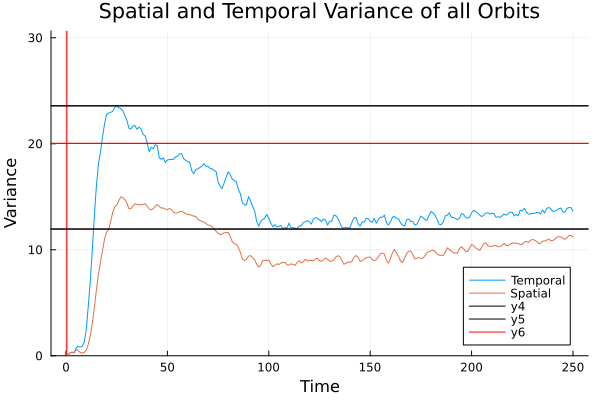 Spatial and Temporal Variance of all Orbits
30
20
10
0
Variance
Temporal
Spatial
y4
y5
y6
0 50 100 150 200 250
Time